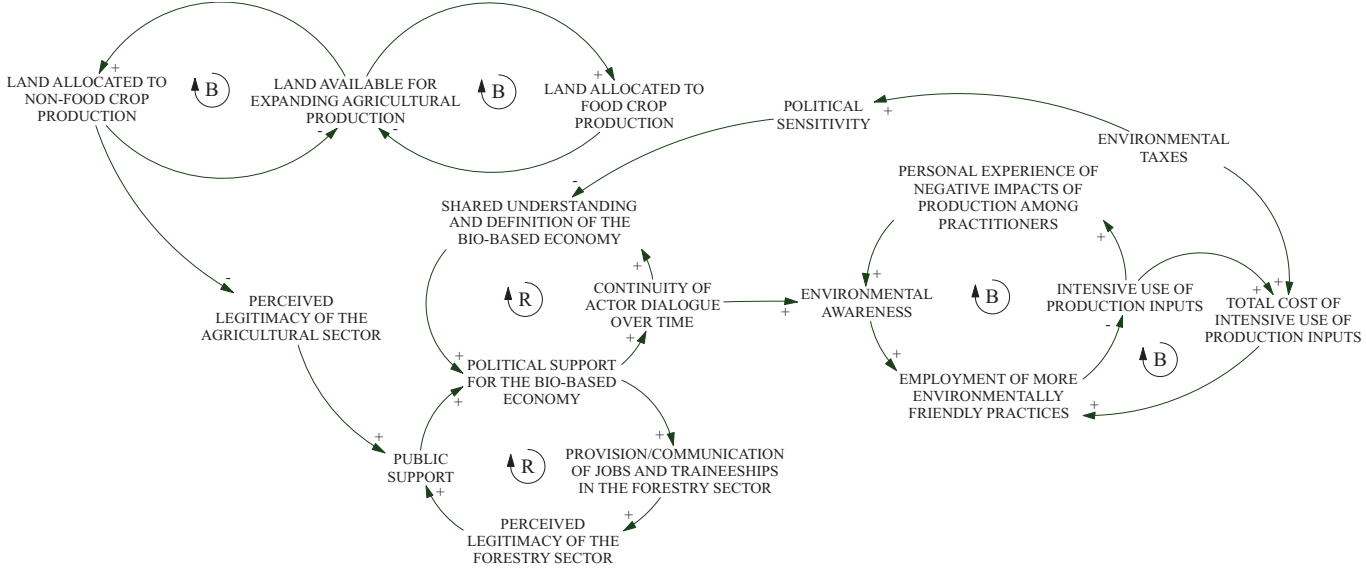 LAND ALLOCATED TO
NON-FOOD CROP
PRODUCTION
+
B
LAND AVAILABLE FOR
EXPANDING AGRICULTURAL
PRODUCTION
-
-
B
+
LAND ALLOCATED TO
FOOD CROP
PRODUCTION
POLITICAL
SENSITIVITY
+
ENVIRONMENTAL
TAXES
PERSONAL EXPERIENCE OF
NEGATIVE IMPACTS OF
PRODUCTION AMONG
PRACTITIONERS
+
-
SHARED UNDERSTANDING
AND DEFINITION OF THE
BIO-BASED ECONOMY
+
R
-
PERCEIVED
LEGITIMACY OF THE
AGRICULTURAL SECTOR
CONTINUITY OF
ACTOR DIALOGUE
OVER TIME
+
+
+
ENVIRONMENTAL
AWARENESS
+
B
INTENSIVE USE OF
PRODUCTION INPUTS
-
+
+
TOTAL COST OF
INTENSIVE USE OF
PRODUCTION INPUTS
B
+
POLITICAL SUPPORT
FOR THE BIO-BASED
ECONOMY
+
+
EMPLOYMENT OF MORE
ENVIRONMENTALLY
FRIENDLY PRACTICES
+
+
PUBLIC
SUPPORT
+
R
+
PROVISION/COMMUNICATION
OF JOBS AND TRAINEESHIPS
IN THE FORESTRY SECTOR
+
PERCEIVED
LEGITIMACY OF THE
FORESTRY SECTOR